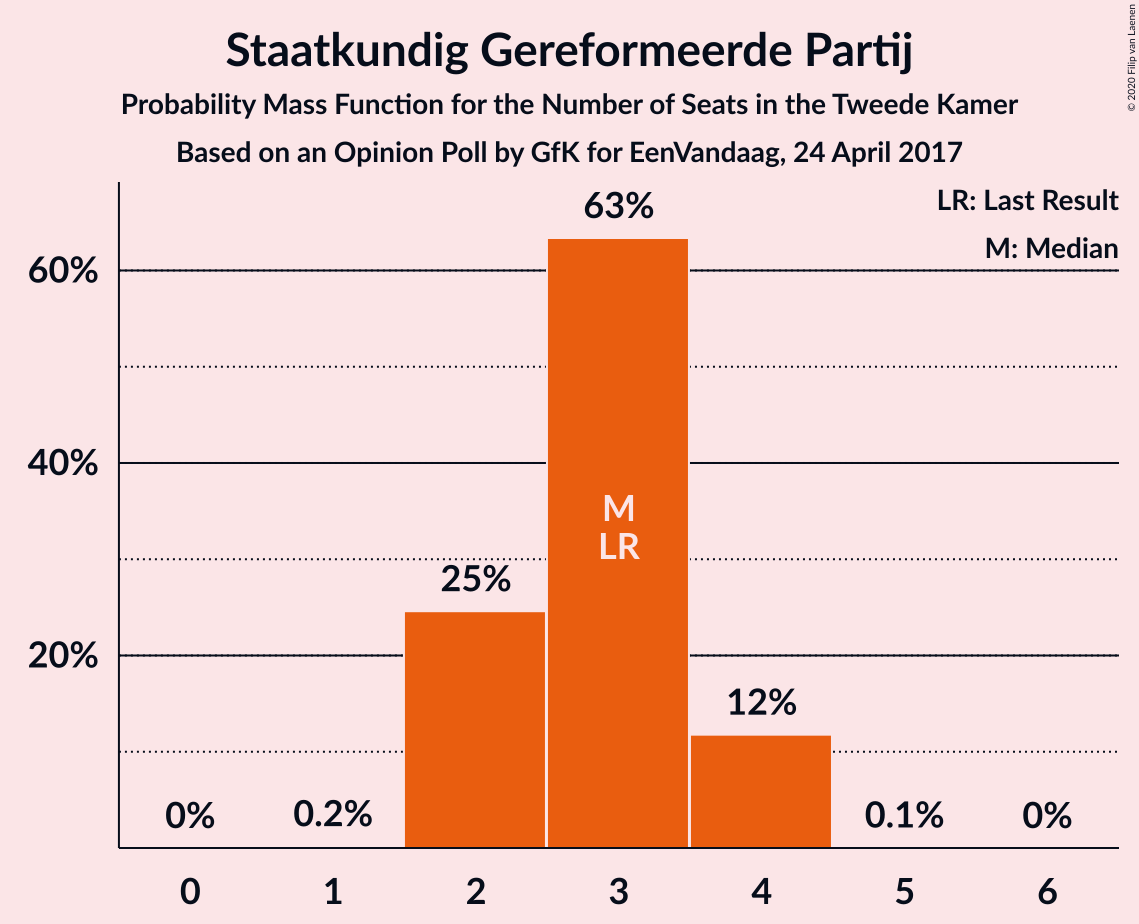 Staatkundig Gereformeerde Partij
Probability Mass Function for the Number of Seats in the Tweede Kamer
Based on an Opinion Poll by GfK for EenVandaag, 24 April 2017
© 2020 Filip van Laenen
LR: Last Result
M: Median
60%
40%
20%
0%
0.2%
25%
63%
12%
0.1%
0%
M
LR
0 1 2 3 4 5 6